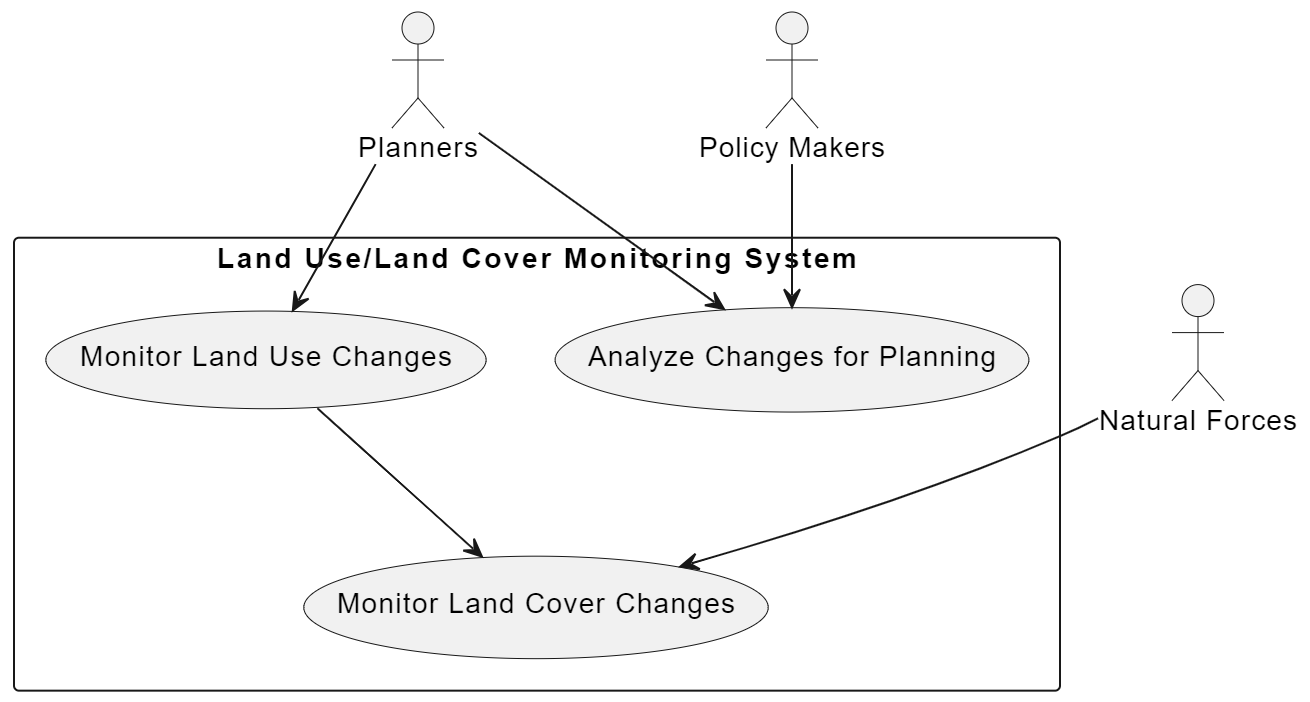 Planners
Policy Makers
Land Use/Land Cover Monitoring System
Monitor Land Use Changes
Analyze Changes for Planning
Natural Forces
Monitor Land Cover Changes